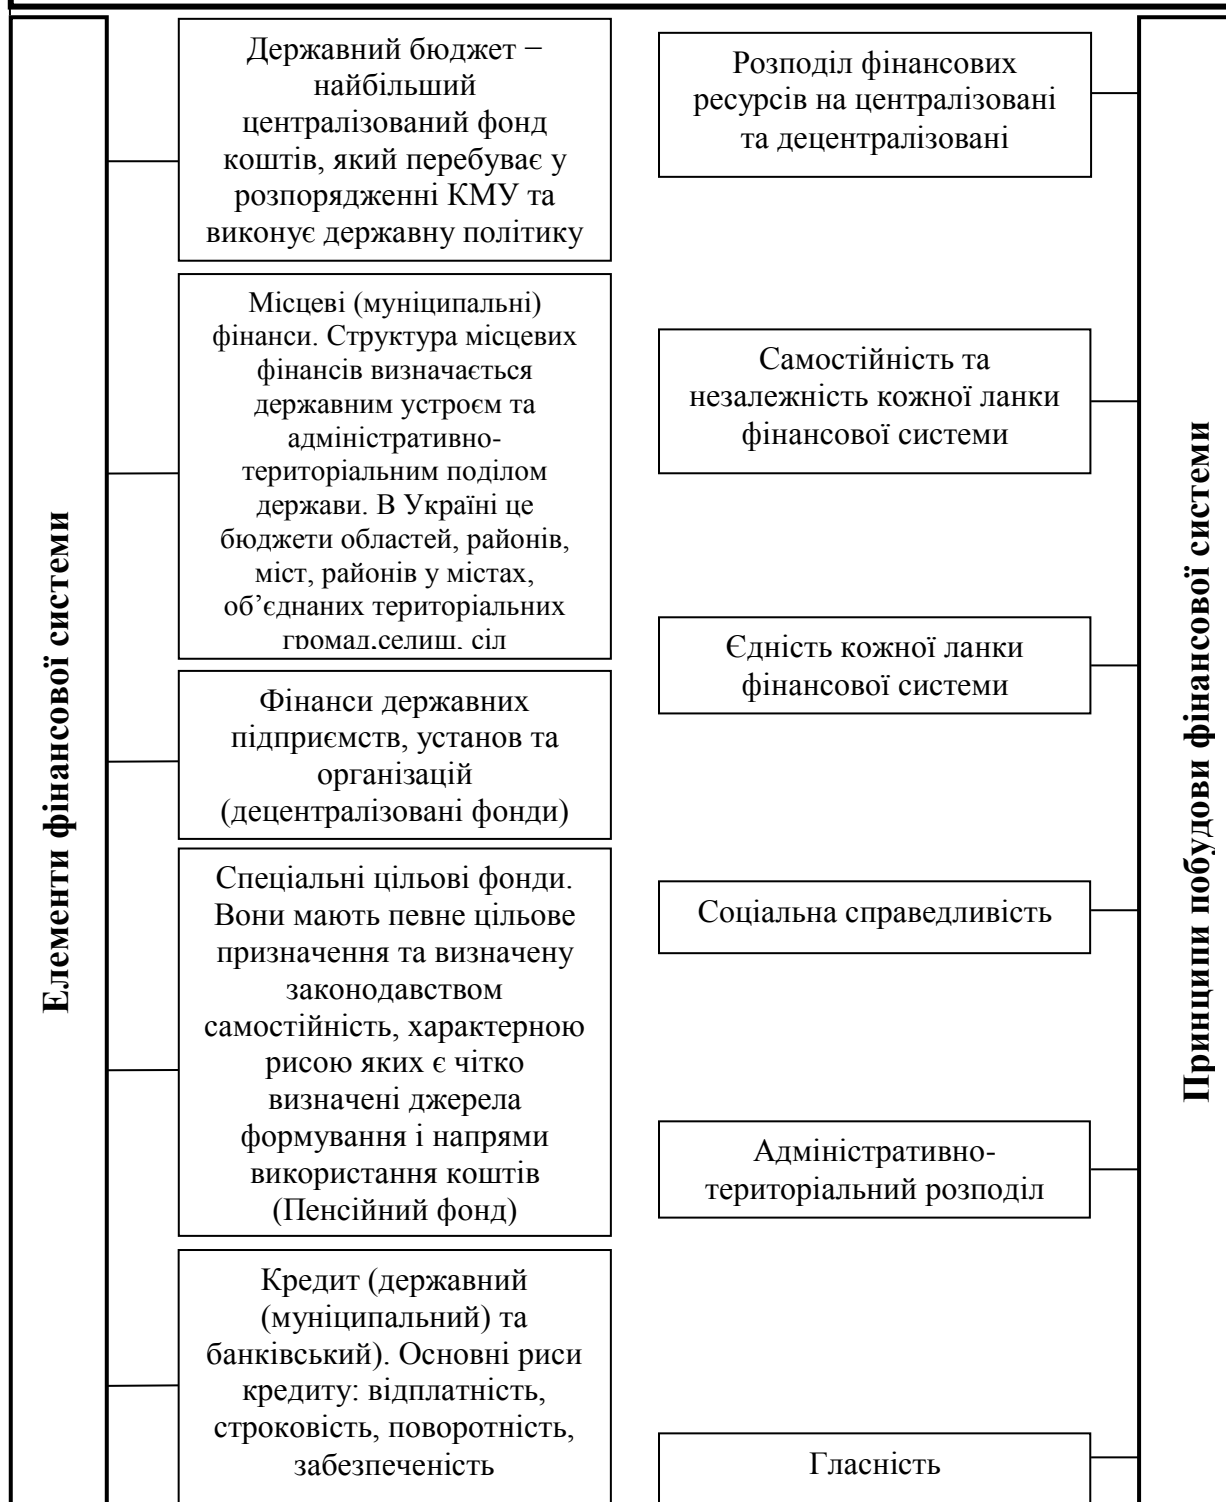 Елементи фінансової системи
Державний бюджет −
найбільший
централізований фонд
коштів, який перебуває у
розпорядженні КМУ та
виконує державну політику
Місцеві (муніципальні)
фінанси. Структура місцевих
фінансів визначається
державним устроєм та
адміністративно-
територіальним поділом
держави. В Україні це
бюджети областей, районів,
міст, районів у містах,
об’єднаних територіальних
громад,селищ, сіл
Фінанси державних
підприємств, установ та
організацій
(децентралізовані фонди)
Спеціальні цільові фонди.
Вони мають певне цільове
призначення та визначену
законодавством
самостійність, характерною
рисою яких є чітко
визначені джерела
формування і напрями
використання коштів
(Пенсійний фонд)
Кредит (державний
(муніципальний) та
банківський). Основні риси
кредиту: відплатність,
строковість, поворотність,
забезпеченість
Розподіл фінансових
ресурсів на централізовані
та децентралізовані
Самостійність та
незалежність кожної ланки
фінансової системи
Єдність кожної ланки
фінансової системи
Соціальна справедливість
Адміністративно-
територіальний розподіл
Гласність
Принципи побудови фінансової системи